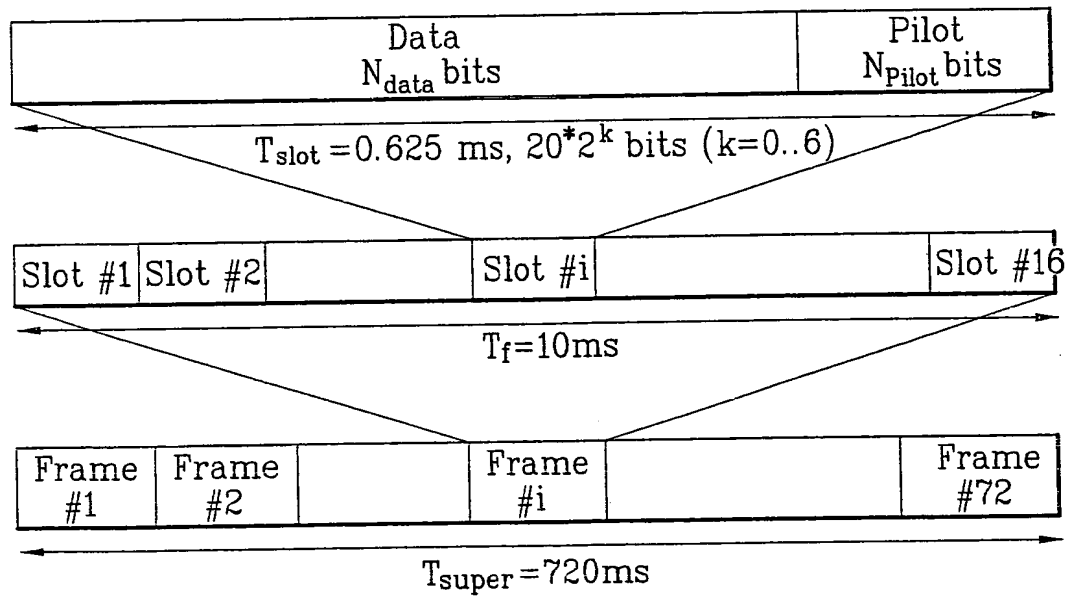 Data
N_data bits
Pilot
N_Pilot bits
T_slot=0.625 ms, 20*2^k bits (k=0..6)
Slot #1 Slot #2 Slot #i Slot #16
T_f=10ms
Frame #1
Frame #2
Frame #i
Frame #72
T_super=720ms